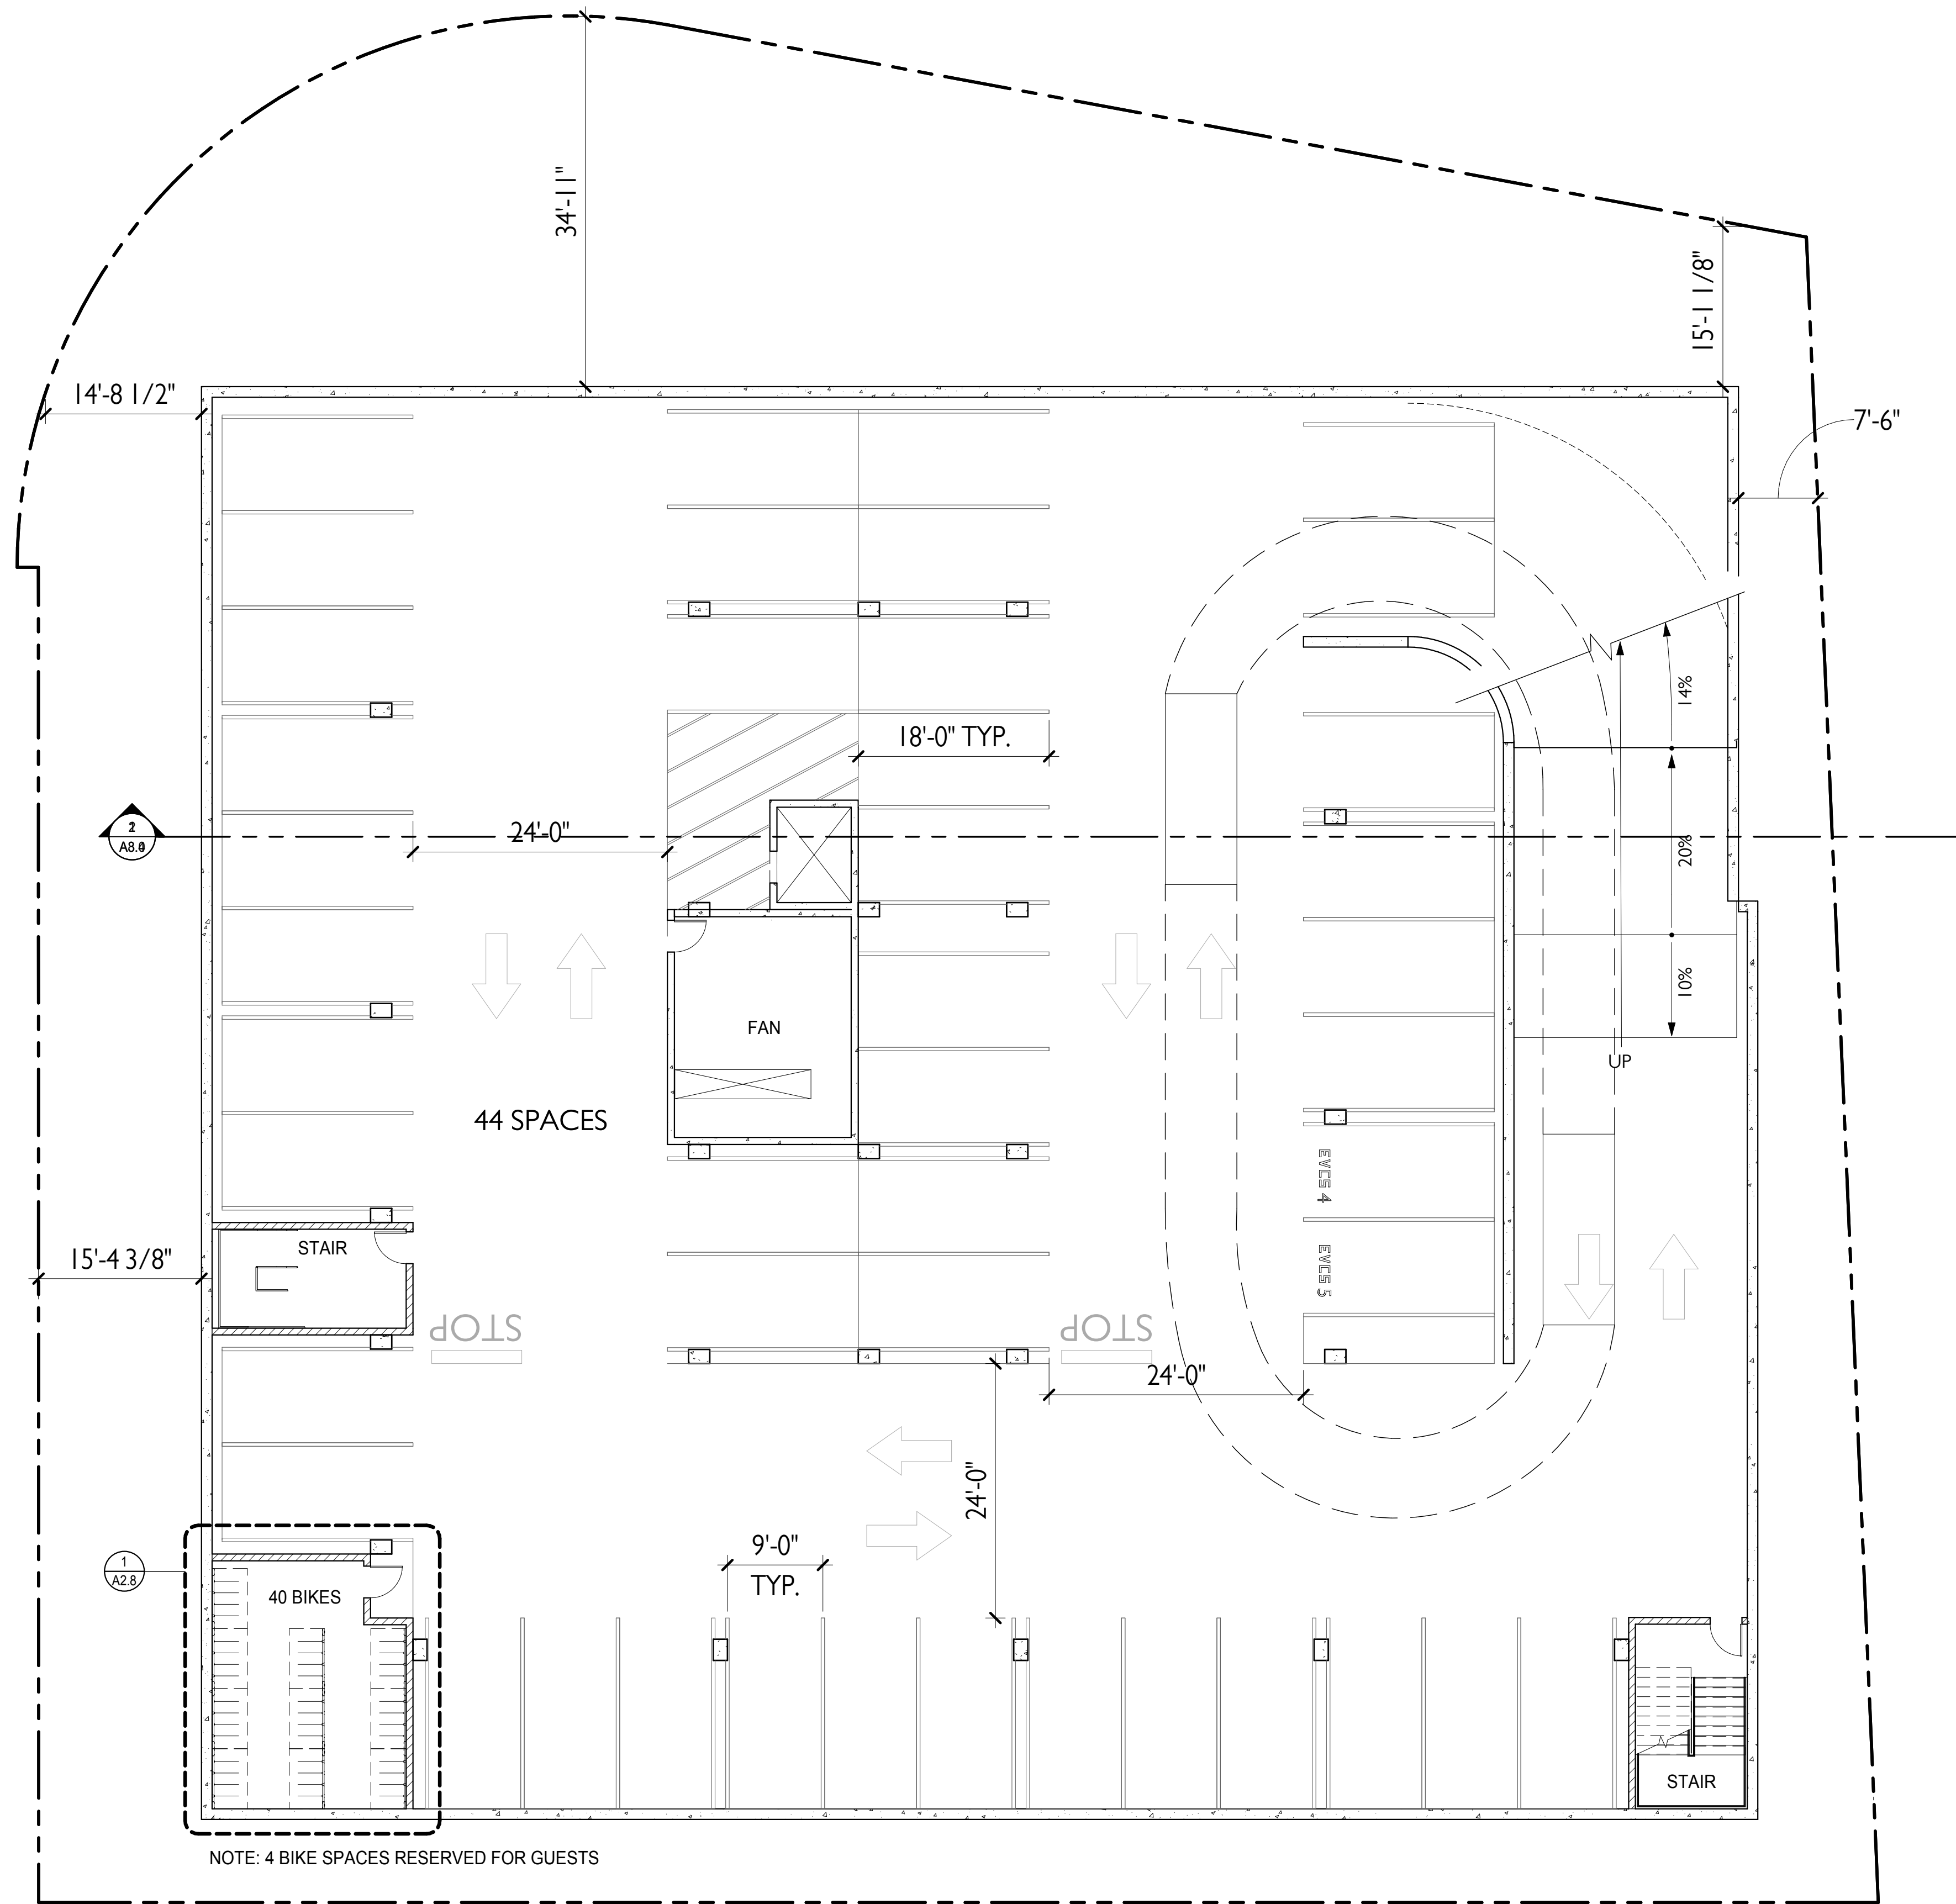 34'-11"
15'-1 1/8"
14'-8 1/2"
7'-6"
14%
18'-0" TYP.
24'-0"
20%
A8.0
10%
FAN
UP
44 SPACES
EVCS 4
STAIR
15'-4 3/8"
EVCS 5
STOP
STOP
24'-0"
24'-0"
9'-0"
TYP.
1
A2.8
40 BIKES
STAIR
NOTE: 4 BIKE SPACES RESERVED FOR GUESTS